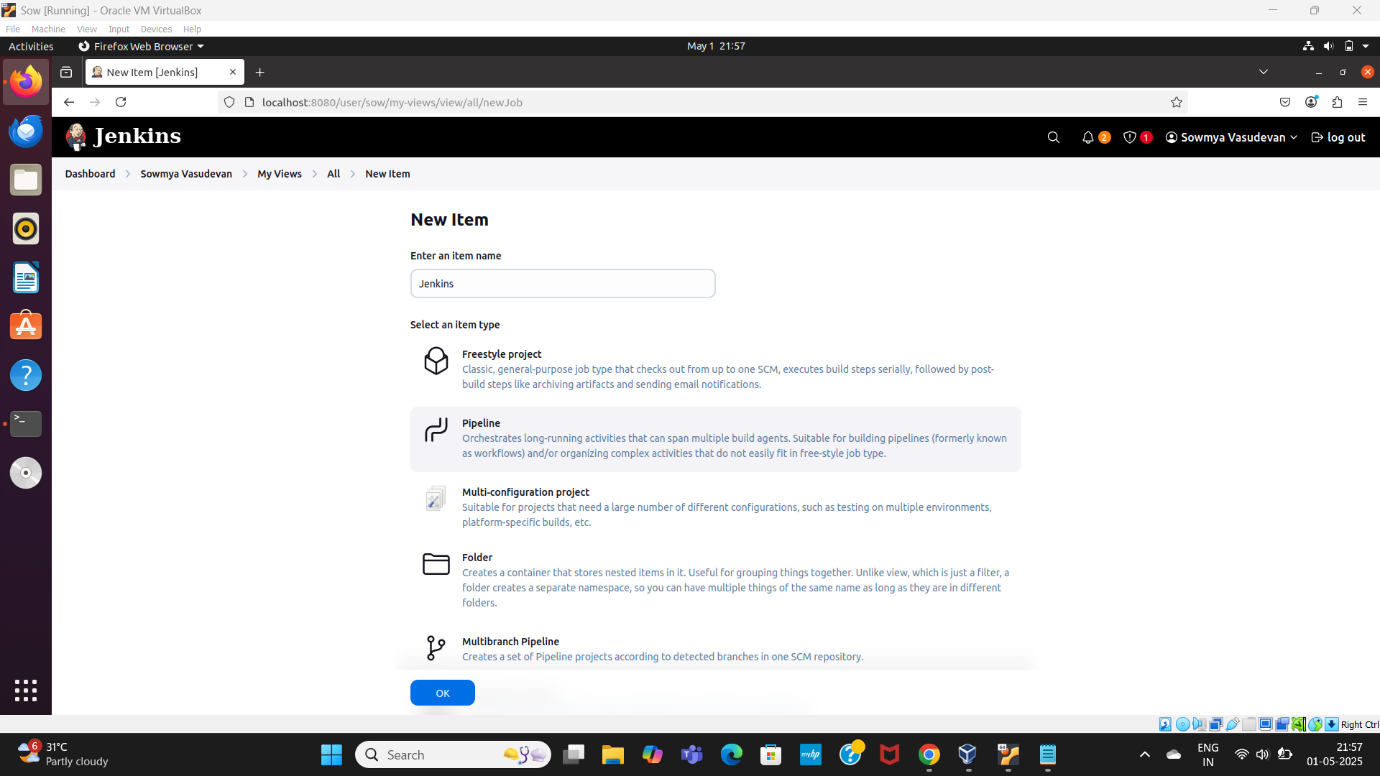 Sow [Running] - Oracle VM VirtualBox
File Machine View Input Devices Help
Activities Firefox Web Browser May 1 21:57
New Item [Jenkins]
localhost:8080/user/sow/my-views/view/all/newJob
Jenkins 2 1 Sowmya Vasudevan log out
Dashboard Sowmya Vasudevan My Views All New Item
New Item
Enter an item name
Jenkins
Select an item type
Freestyle project
Classic, general-purpose job type that checks out from up to one SCM, executes build steps serially, followed by post-
build steps like archiving artifacts and sending email notifications.
Pipeline
Orchestrates long-running activities that can span multiple build agents. Suitable for building pipelines (formerly known
as workflows) and/or organizing complex activities that do not easily fit in free-style job type.
Multi-configuration project
Suitable for projects that need a large number of different configurations, such as testing on multiple environments,
platform-specific builds, etc.
Folder
Creates a container that stores nested items in it. Useful for grouping things together. Unlike view, which is just a filter, a
folder creates a separate namespace, so you can have multiple things of the same name as long as they are in different
folders.
Multibranch Pipeline
Creates a set of Pipeline projects according to detected branches in one SCM repository.
OK
Right Ctrl
6 31°C
Partly cloudy
Search
myhp
ENG
IN
21:57
01-05-2025